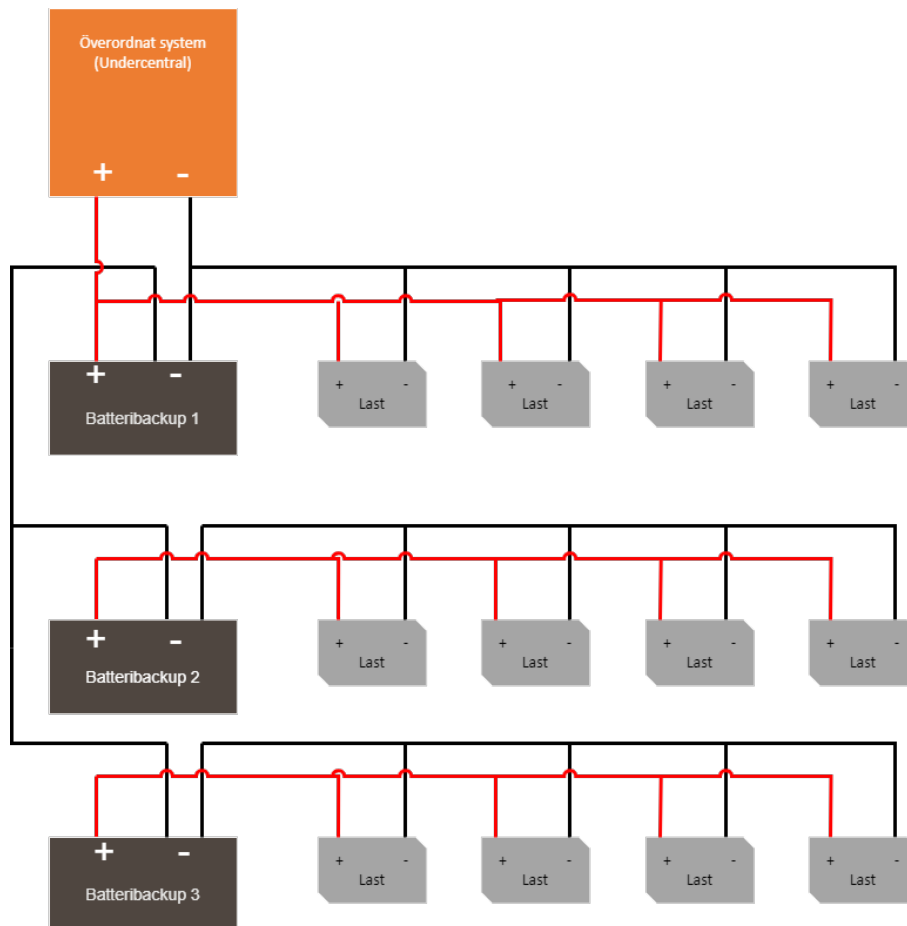 Överordnat system
(Undercentral)
+ -
+ -
Batteribackup 1
+ -
Last
+ -
Last
+ -
Last
+ -
Last
+ -
Batteribackup 2
+ -
Last
+ -
Last
+ -
Last
+ -
Last
+ -
Batteribackup 3
+ -
Last
+ -
Last
+ -
Last
+ -
Last